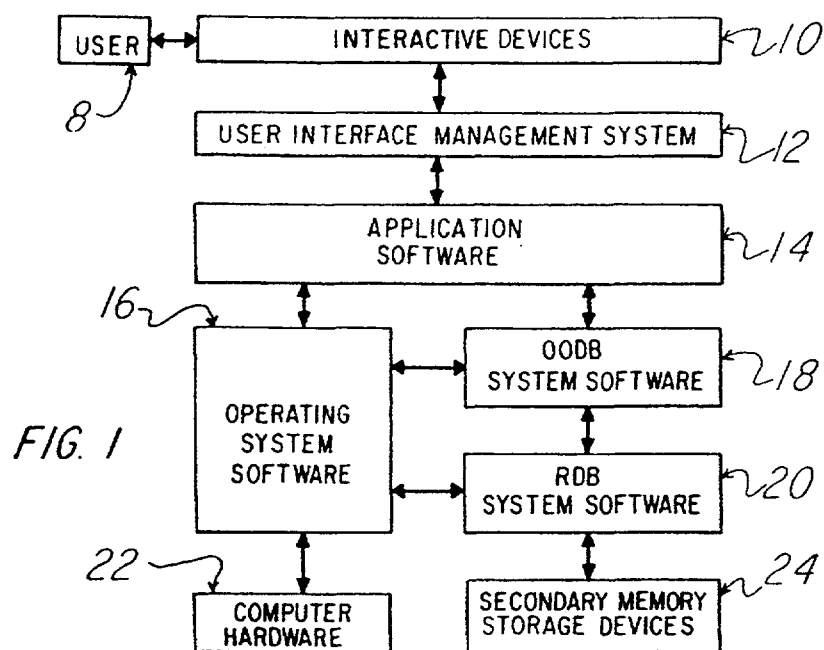 USER
INTERACTIVE DEVICES
10
8
USER INTERFACE MANAGEMENT SYSTEM
12
APPLICATION
SOFTWARE
14
16
OODB
SYSTEM SOFTWARE
18
OPERATING
SYSTEM
SOFTWARE
FIG. 1
RDB
SYSTEM SOFTWARE
20
22
COMPUTER
HARDWARE
SECONDARY MEMORY
STORAGE DEVICES
24